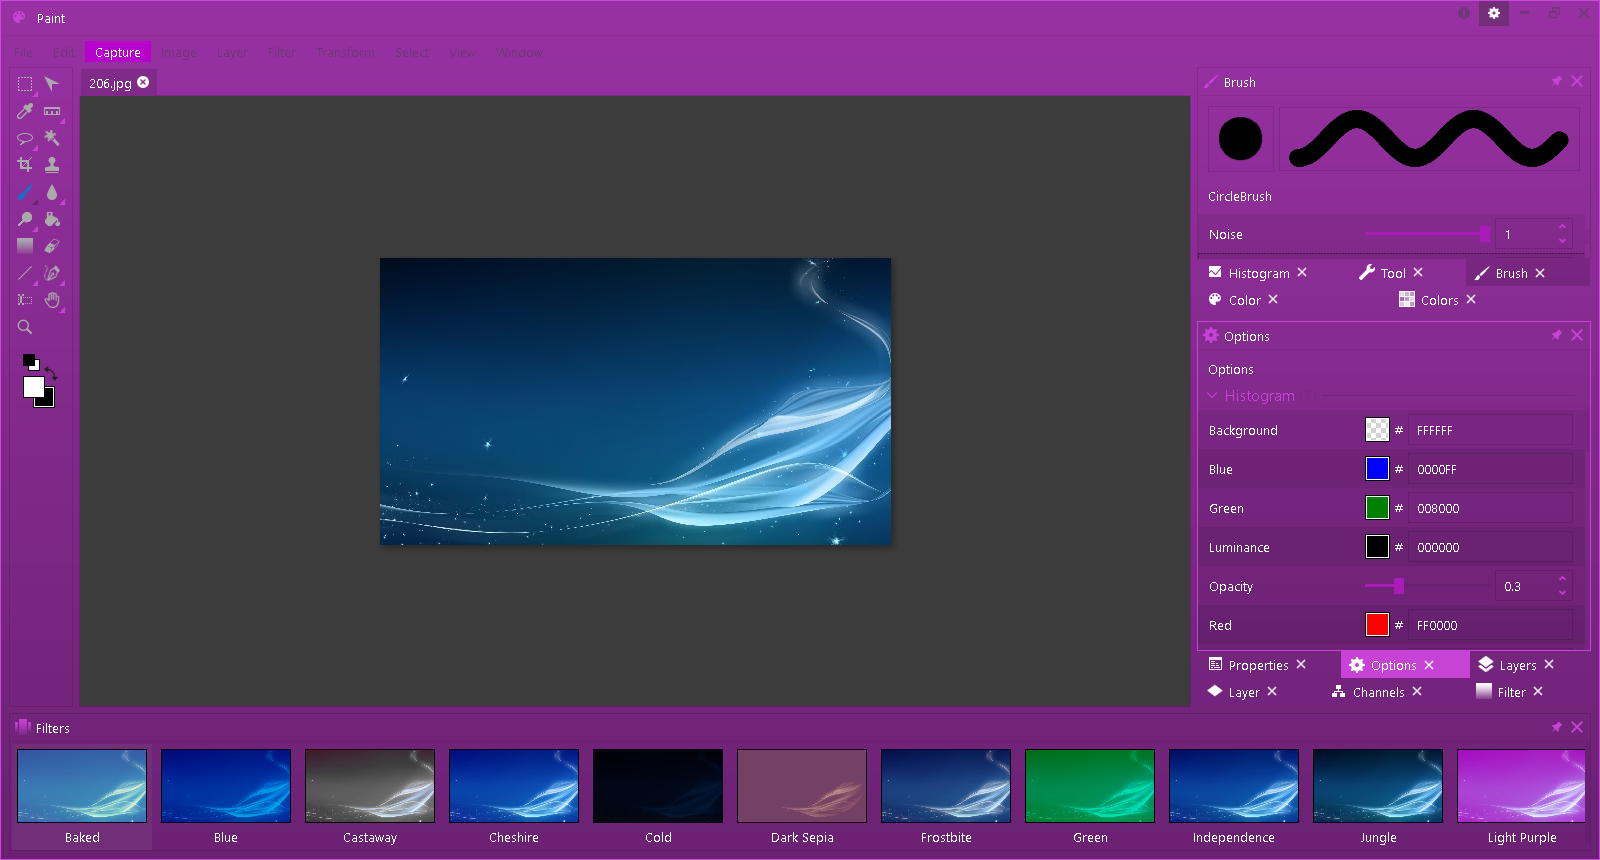 Paint
File Edit Capture Image Layer Filter Transform Select View Window
206.jpg
Brush
CircleBrush
Noise 1
Histogram Tool Brush
Color Colors
Options
Options
Histogram
Background # FFFFFF
Blue # 0000FF
Green # 008000
Luminance # 000000
Opacity 0.3
Red # FF0000
Properties Options Layers
Layer Channels Filter
Filters
Baked Blue Castaway Cheshire Cold Dark Sepia Frostbite Green Independence Jungle Light Purple